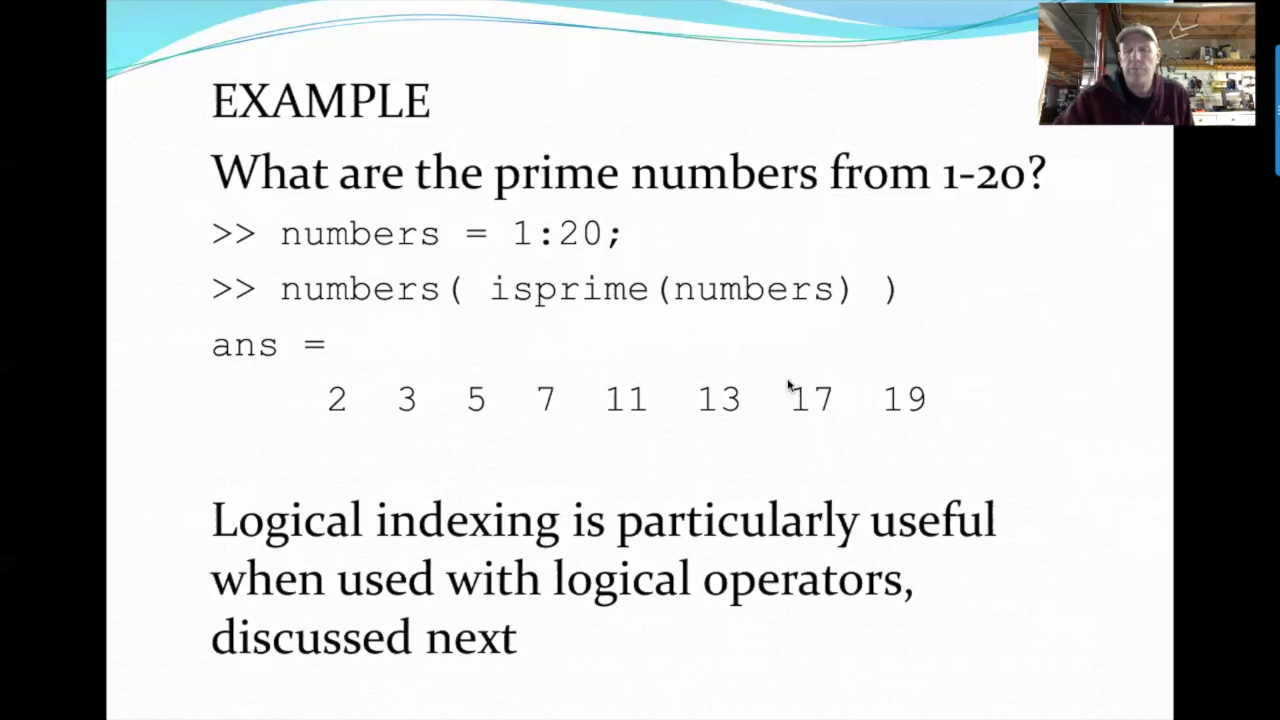 EXAMPLE
What are the prime numbers from 1-20?
>> numbers = 1:20;
>> numbers( isprime(numbers) )
ans =
2 3 5 7 11 13 17 19
Logical indexing is particularly useful
when used with logical operators,
discussed next